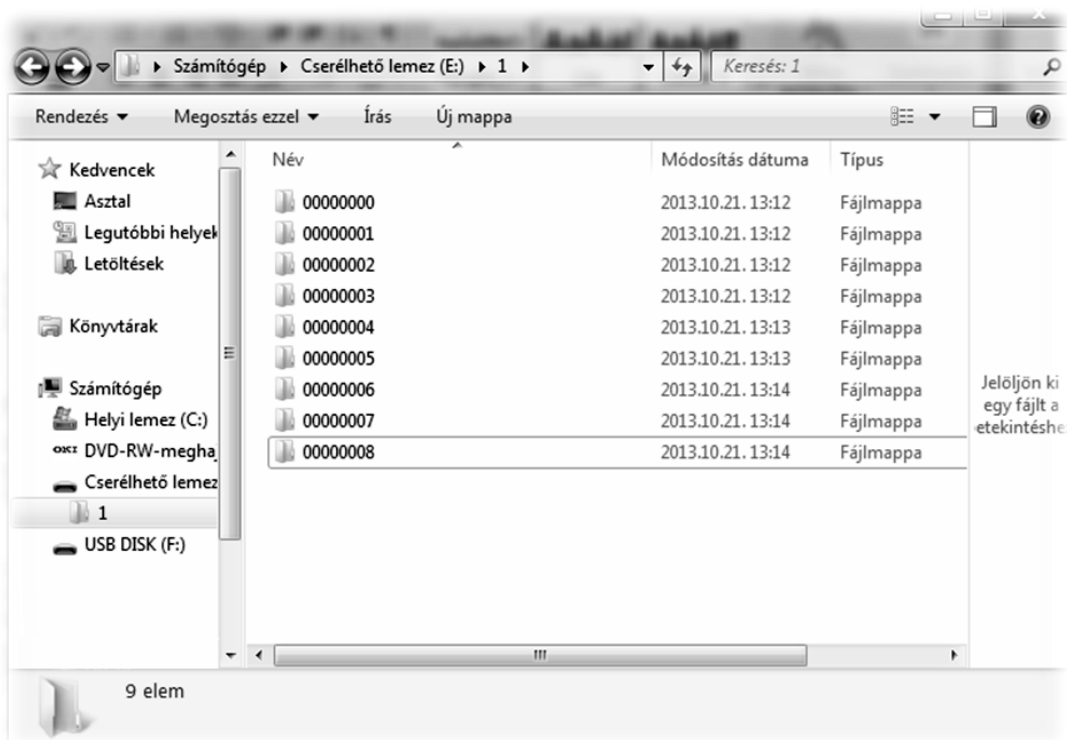 Számítógép ▸ Cserélhető lemez (E:) ▸ 1 ▸
Keresés: 1
Rendezés Megosztás ezzel Írás Új mappa
Kedvencek
Asztal
Legutóbbi helyek
Letöltések
Könyvtárak
Számítógép
Helyi lemez (C:)
OKI DVD-RW-meghaj
Cserélhető lemez
1
USB DISK (F:)
Név Módosítás dátuma Típus
00000000 2013.10.21. 13:12 Fájlmappa
00000001 2013.10.21. 13:12 Fájlmappa
00000002 2013.10.21. 13:12 Fájlmappa
00000003 2013.10.21. 13:12 Fájlmappa
00000004 2013.10.21. 13:13 Fájlmappa
00000005 2013.10.21. 13:13 Fájlmappa
00000006 2013.10.21. 13:14 Fájlmappa
00000007 2013.10.21. 13:14 Fájlmappa
00000008 2013.10.21. 13:14 Fájlmappa
Jelöljön ki
egy fájlt a
etekintéshe
9 elem